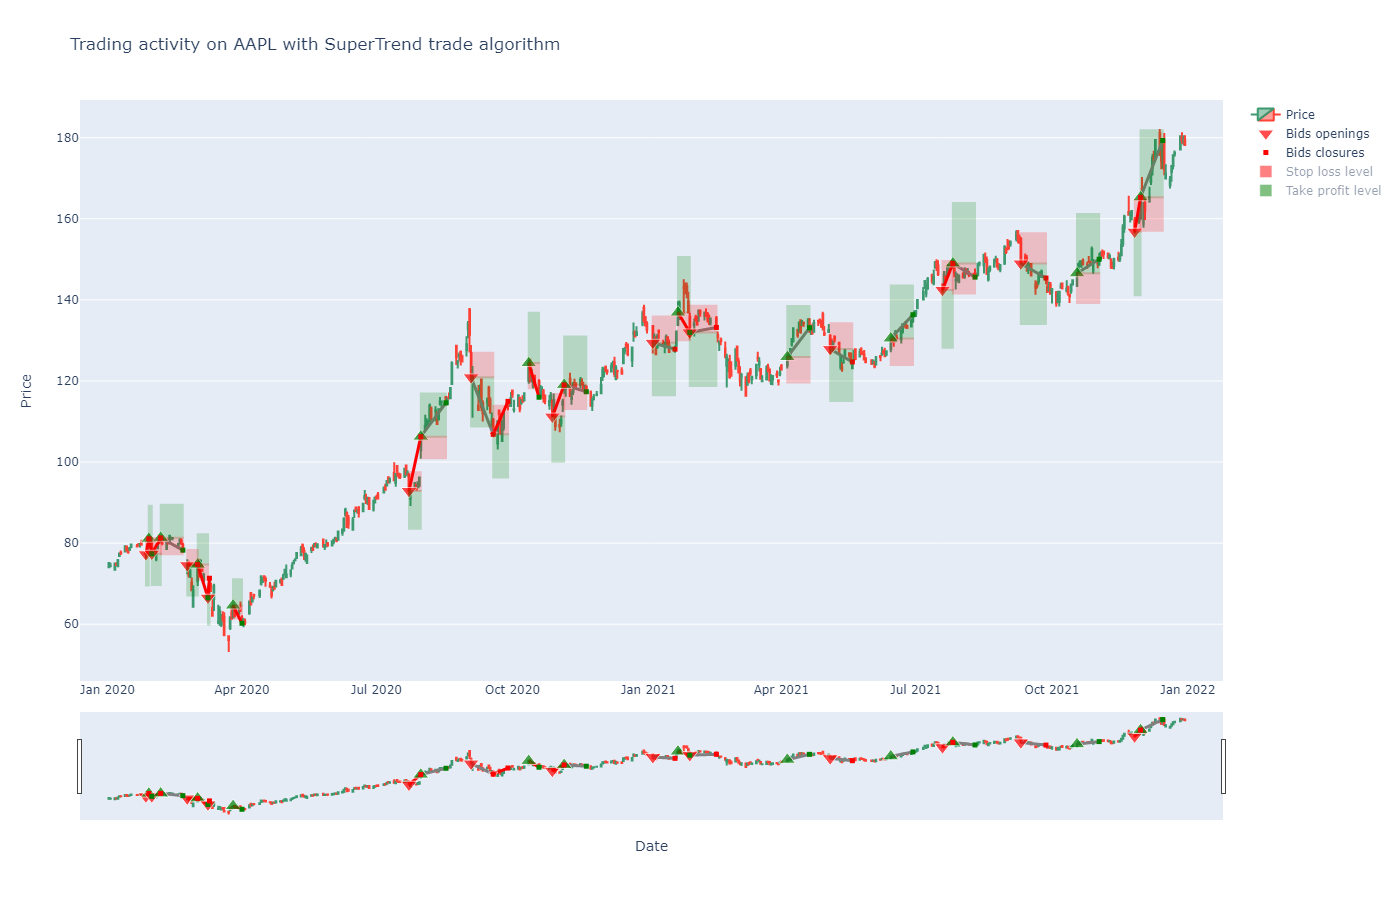 Trading activity on AAPL with SuperTrend trade algorithm
Price
Bids openings
Bids closures
Stop loss level
Take profit level
180
160
140
120
100
80
60
Price
Jan 2020
Apr 2020
Jul 2020
Oct 2020
Jan 2021
Apr 2021
Jul 2021
Oct 2021
Jan 2022
Date